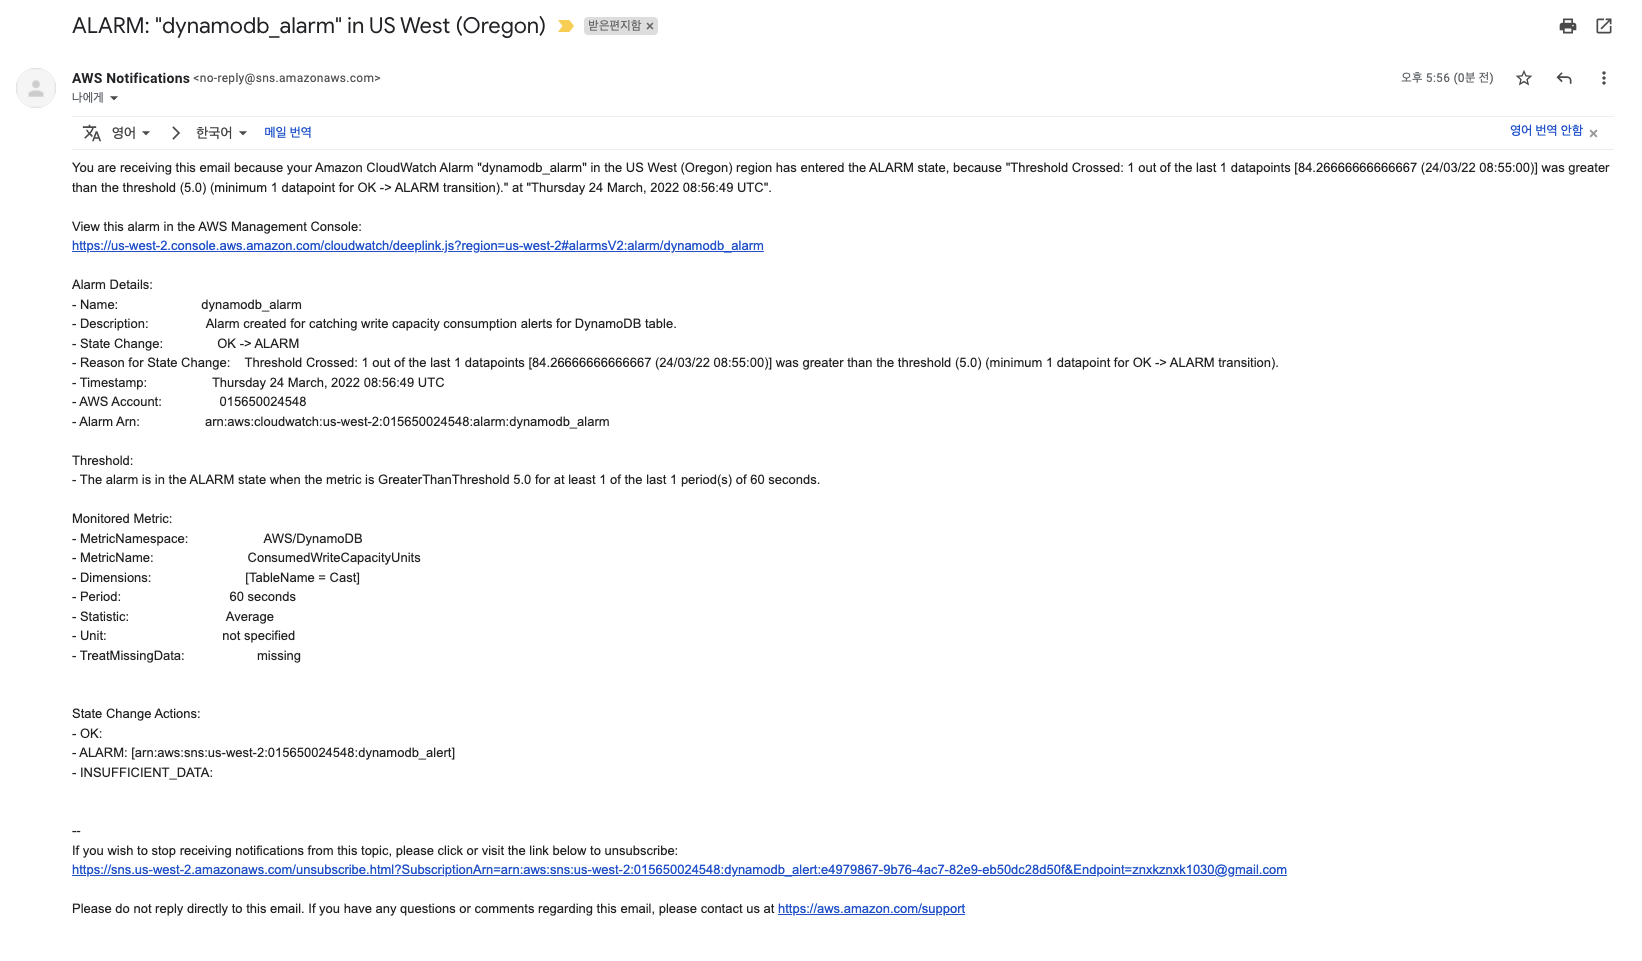 ALARM: "dynamodb_alarm" in US West (Oregon) 받은편지함 ×
AWS Notifications <no-reply@sns.amazonaws.com> 오후 5:56 (0분 전)
나에게
영어 > 한국어 메일 번역 영어 번역 안함 ×
You are receiving this email because your Amazon CloudWatch Alarm "dynamodb_alarm" in the US West (Oregon) region has entered the ALARM state, because "Threshold Crossed: 1 out of the last 1 datapoints [84.26666666666667 (24/03/22 08:55:00)] was greater
than the threshold (5.0) (minimum 1 datapoint for OK -> ALARM transition)." at "Thursday 24 March, 2022 08:56:49 UTC".
View this alarm in the AWS Management Console:
https://us-west-2.console.aws.amazon.com/cloudwatch/deeplink.js?region=us-west-2#alarmsV2:alarm/dynamodb_alarm
Alarm Details:
- Name: dynamodb_alarm
- Description: Alarm created for catching write capacity consumption alerts for DynamoDB table.
- State Change: OK -> ALARM
- Reason for State Change: Threshold Crossed: 1 out of the last 1 datapoints [84.26666666666667 (24/03/22 08:55:00)] was greater than the threshold (5.0) (minimum 1 datapoint for OK -> ALARM transition).
- Timestamp: Thursday 24 March, 2022 08:56:49 UTC
- AWS Account: 015650024548
- Alarm Arn: arn:aws:cloudwatch:us-west-2:015650024548:alarm:dynamodb_alarm
Threshold:
- The alarm is in the ALARM state when the metric is GreaterThanThreshold 5.0 for at least 1 of the last 1 period(s) of 60 seconds.
Monitored Metric:
- MetricNamespace: AWS/DynamoDB
- MetricName: ConsumedWriteCapacityUnits
- Dimensions: [TableName = Cast]
- Period: 60 seconds
- Statistic: Average
- Unit: not specified
- TreatMissingData: missing
State Change Actions:
- OK:
- ALARM: [arn:aws:sns:us-west-2:015650024548:dynamodb_alert]
- INSUFFICIENT_DATA:
--
If you wish to stop receiving notifications from this topic, please click or visit the link below to unsubscribe:
https://sns.us-west-2.amazonaws.com/unsubscribe.html?SubscriptionArn=arn:aws:sns:us-west-2:015650024548:dynamodb_alert:e4979867-9b76-4ac7-82e9-eb50dc28d50f&Endpoint=znxkznxk1030@gmail.com
Please do not reply directly to this email. If you have any questions or comments regarding this email, please contact us at https://aws.amazon.com/support